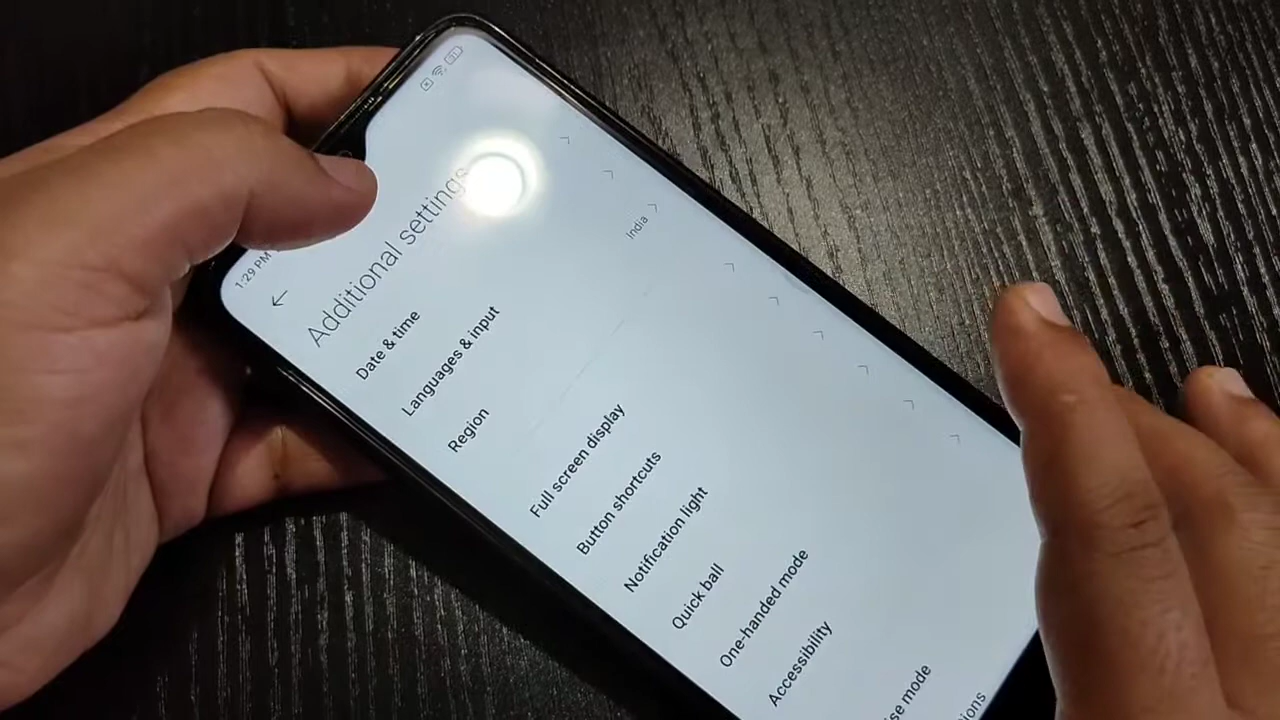 1:29 PM
Additional settings
Date & time
Languages & input
Region
India
Full screen display
Button shortcuts
Notification light
Quick ball
One-handed mode
Accessibility
mode